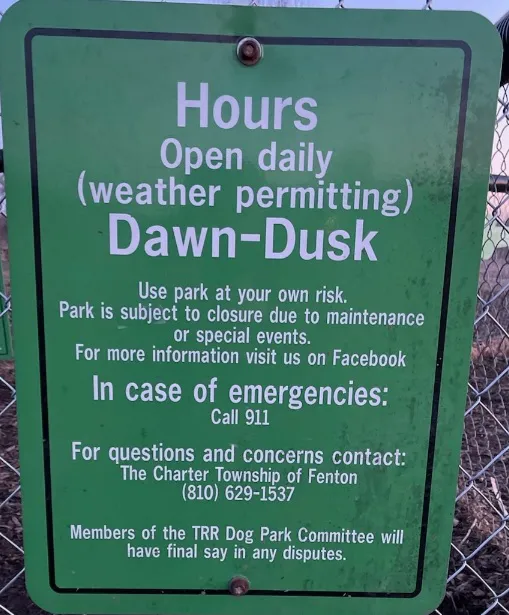 Hours
Open daily
(weather permitting)
Dawn-Dusk
Use park at your own risk.
Park is subject to closure due to maintenance
or special events.
For more information visit us on Facebook
In case of emergencies:
Call 911
For questions and concerns contact:
The Charter Township of Fenton
(810) 629-1537
Members of the TRR Dog Park Committee will
have final say in any disputes.